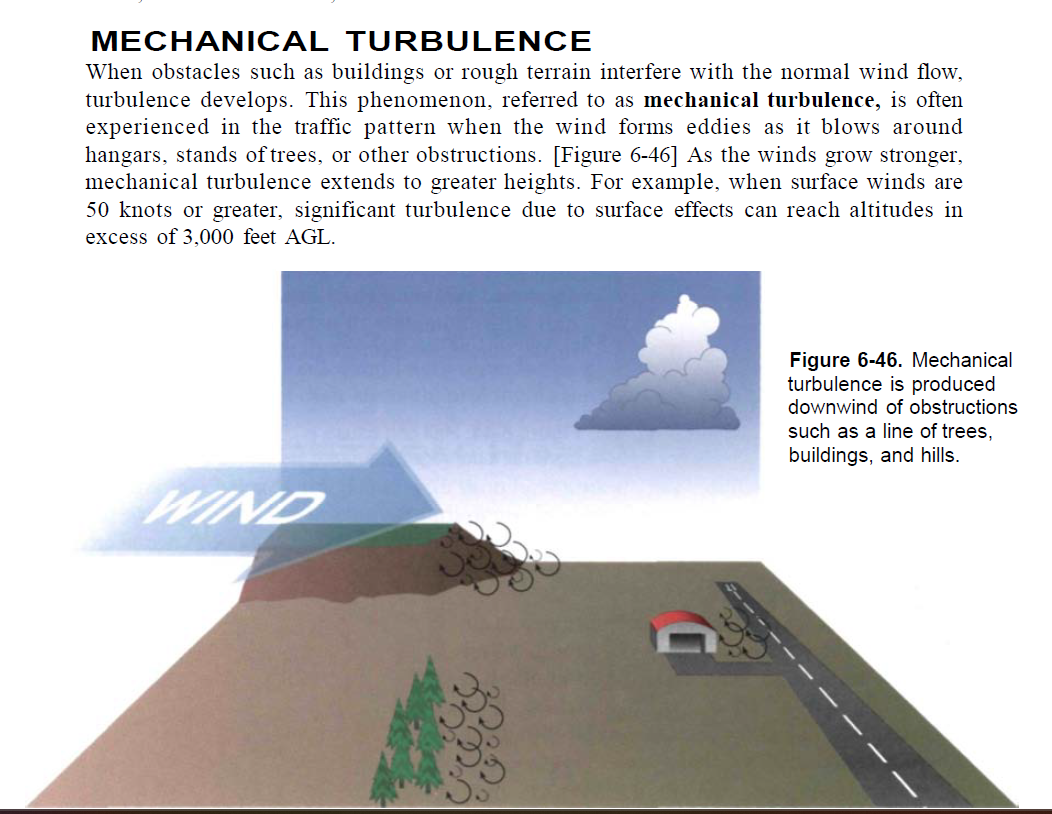 MECHANICAL TURBULENCE
When obstacles such as buildings or rough terrain interfere with the normal wind flow,
turbulence develops. This phenomenon, referred to as mechanical turbulence, is often
experienced in the traffic pattern when the wind forms eddies as it blows around
hangars, stands of trees, or other obstructions. [Figure 6-46] As the winds grow stronger,
mechanical turbulence extends to greater heights. For example, when surface winds are
50 knots or greater, significant turbulence due to surface effects can reach altitudes in
excess of 3,000 feet AGL.
WIND
Figure 6-46. Mechanical
turbulence is produced
downwind of obstructions
such as a line of trees,
buildings, and hills.